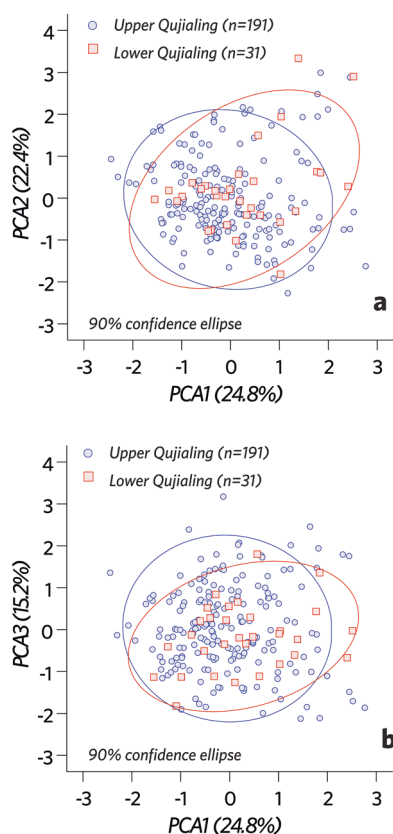 Upper Qujialing (n=191)
Lower Qujialing (n=31)
4
3
2
1
0
-1
-2
-3
PCA2 (22.4%)
90% confidence ellipse
a
-3 -2 -1 0 1 2 3
PCA1 (24.8%)
Upper Qujialing (n=191)
Lower Qujialing (n=31)
4
3
2
1
0
-1
-2
-3
PCA3 (15.2%)
90% confidence ellipse
b
-3 -2 -1 0 1 2 3
PCA1 (24.8%)